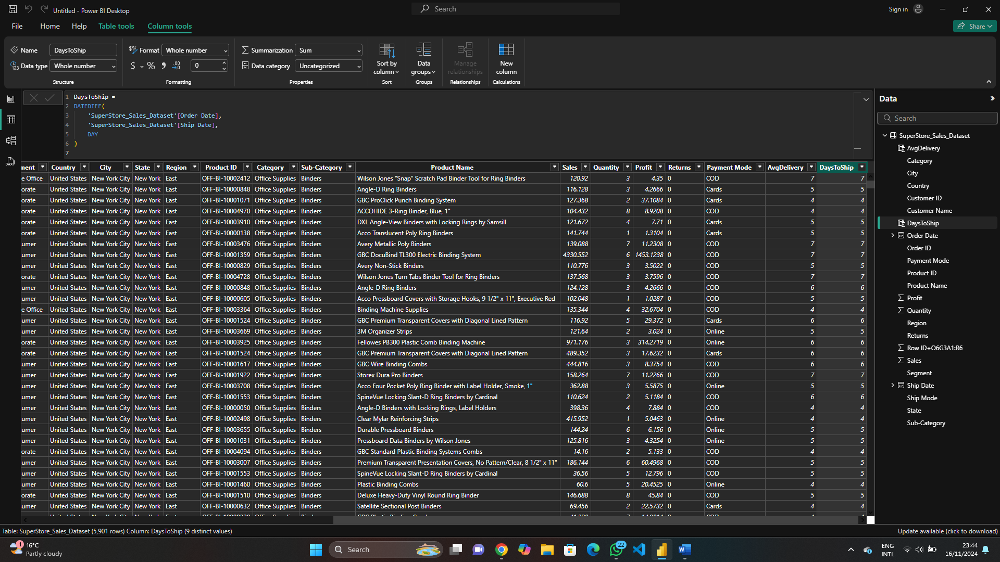 Untitled - Power BI Desktop
Search
Sign in
File Home Help Table tools Column tools
Share
Name DaysToShip
Data type Whole number
Structure
Format Whole number
$ % 0
Formatting
Summarization Sum
Data category Uncategorized
Properties
Sort by column
Sort
Data groups
Groups
Manage relationships
Relationships
New column
Calculations
1 DaysToShip =
2 DATEDIFF(
3 'SuperStore_Sales_Dataset'[Order Date],
4 'SuperStore_Sales_Dataset'[Ship Date],
5 DAY
6 )
7
ment Country City State Region Product ID Category Sub-Category Product Name Sales Quantity Profit Returns Payment Mode AvgDelivery DaysToShip
e Office United States New York City New York East OFF-BI-10002412 Office Supplies Binders Wilson Jones “Snap” Scratch Pad Binder Tool for Ring Binders 120.92 3 4.35 0 COD 7 7
orate United States New York City New York East OFF-BI-10000848 Office Supplies Binders Angle-D Ring Binders 116.128 3 4.2666 0 Cards 5 5
orate United States New York City New York East OFF-BI-10001071 Office Supplies Binders GBC ProClick Punch Binding System 127.368 2 37.1084 0 Cards 4 4
orate United States New York City New York East OFF-BI-10004970 Office Supplies Binders ACCOHIDE 3-Ring Binder, Blue, 1" 104.432 8 8.9208 0 COD 4 4
orate United States New York City New York East OFF-BI-10003910 Office Supplies Binders DXL Angle-View Binders with Locking Rings by Samsill 121.672 4 7.71 0 Cards 5 5
orate United States New York City New York East OFF-BI-10000138 Office Supplies Binders Acco Translucent Poly Ring Binders 141.744 1 1.3104 0 Cards 5 5
umer United States New York City New York East OFF-BI-10003476 Office Supplies Binders Avery Metallic Poly Binders 139.088 7 11.2308 0 COD 7 7
umer United States New York City New York East OFF-BI-10001359 Office Supplies Binders GBC DocuBind TL300 Electric Binding System 4330.552 6 1453.1238 0 COD 7 7
umer United States New York City New York East OFF-BI-10000829 Office Supplies Binders Avery Non-Stick Binders 110.776 3 3.5022 0 COD 5 5
orate United States New York City New York East OFF-BI-10004728 Office Supplies Binders Wilson Jones Turn Tabs Binder Tool for Ring Binders 137.568 3 3.7596 0 COD 7 7
umer United States New York City New York East OFF-BI-10000848 Office Supplies Binders Angle-D Ring Binders 124.128 3 4.2666 0 COD 6 6
umer United States New York City New York East OFF-BI-10000605 Office Supplies Binders Acco Pressboard Covers with Storage Hooks, 9 1/2" x 11", Executive Red 102.048 1 1.0287 0 COD 5 5
e Office United States New York City New York East OFF-BI-10003364 Office Supplies Binders Binding Machine Supplies 135.344 4 32.6704 0 COD 4 4
umer United States New York City New York East OFF-BI-10001524 Office Supplies Binders GBC Premium Transparent Covers with Diagonal Lined Pattern 116.92 5 29.372 0 Cards 6 6
umer United States New York City New York East OFF-BI-10003669 Office Supplies Binders 3M Organizer Strips 121.64 2 3.024 0 Online 5 5
orate United States New York City New York East OFF-BI-10003925 Office Supplies Binders Fellowes PB300 Plastic Comb Binding Machine 971.176 3 314.2719 0 Online 6 6
orate United States New York City New York East OFF-BI-10001524 Office Supplies Binders GBC Premium Transparent Covers with Diagonal Lined Pattern 489.352 3 17.6232 0 Cards 6 6
umer United States New York City New York East OFF-BI-10001617 Office Supplies Binders GBC Wire Binding Combs 444.816 3 8.3754 0 COD 6 6
umer United States New York City New York East OFF-BI-10001922 Office Supplies Binders Storex Dura Pro Binders 158.264 7 11.2266 0 COD 7 7
umer United States New York City New York East OFF-BI-10003708 Office Supplies Binders Acco Four Pocket Poly Ring Binder with Label Holder, Smoke, 1" 362.88 3 5.5875 0 Online 5 5
umer United States New York City New York East OFF-BI-10001553 Office Supplies Binders SpineVue Locking Slant-D Ring Binders by Cardinal 110.624 2 5.1184 0 COD 6 6
umer United States New York City New York East OFF-BI-10000050 Office Supplies Binders Angle-D Binders with Locking Rings, Label Holders 398.36 4 7.884 0 COD 4 4
umer United States New York City New York East OFF-BI-10002498 Office Supplies Binders Clear Mylar Reinforcing Strips 415.952 1 5.0463 0 Online 4 4
umer United States New York City New York East OFF-BI-10003655 Office Supplies Binders Durable Pressboard Binders 144.24 6 6.156 0 Online 5 5
umer United States New York City New York East OFF-BI-10001031 Office Supplies Binders Pressboard Data Binders by Wilson Jones 125.816 3 4.3254 0 Online 5 5
orate United States New York City New York East OFF-BI-10004094 Office Supplies Binders GBC Standard Plastic Binding Systems Combs 14.16 2 5.133 0 COD 4 4
umer United States New York City New York East OFF-BI-10003007 Office Supplies Binders Premium Transparent Presentation Covers, No Pattern/Clear, 8 1/2" x 11" 186.144 6 60.4968 0 COD 5 5
umer United States New York City New York East OFF-BI-10001553 Office Supplies Binders SpineVue Locking Slant-D Ring Binders by Cardinal 36.56 5 12.796 0 COD 5 5
umer United States New York City New York East OFF-BI-10001460 Office Supplies Binders Plastic Binding Combs 60.6 5 20.4525 0 Online 4 4
orate United States New York City New York East OFF-BI-10001510 Office Supplies Binders Deluxe Heavy-Duty Vinyl Round Ring Binder 146.688 8 45.84 0 COD 5 5
umer United States New York City New York East OFF-BI-10000632 Office Supplies Binders Satellite Sectional Post Binders 69.456 2 22.5732 0 Cards 4 4
Data
Search
SuperStore_Sales_Dataset
AvgDelivery
Category
City
Country
Customer ID
Customer Name
DaysToShip
Order Date
Order ID
Payment Mode
Product ID
Product Name
Profit
Quantity
Region
Returns
Row ID+O6G3A1:R6
Sales
Segment
Ship Date
Ship Mode
State
Sub-Category
Table: SuperStore_Sales_Dataset (5,901 rows) Column: DaysToShip (9 distinct values)
Update available (click to download)
1
16°C
Partly cloudy
Search
22
ENG
INTL
23:44
16/11/2024